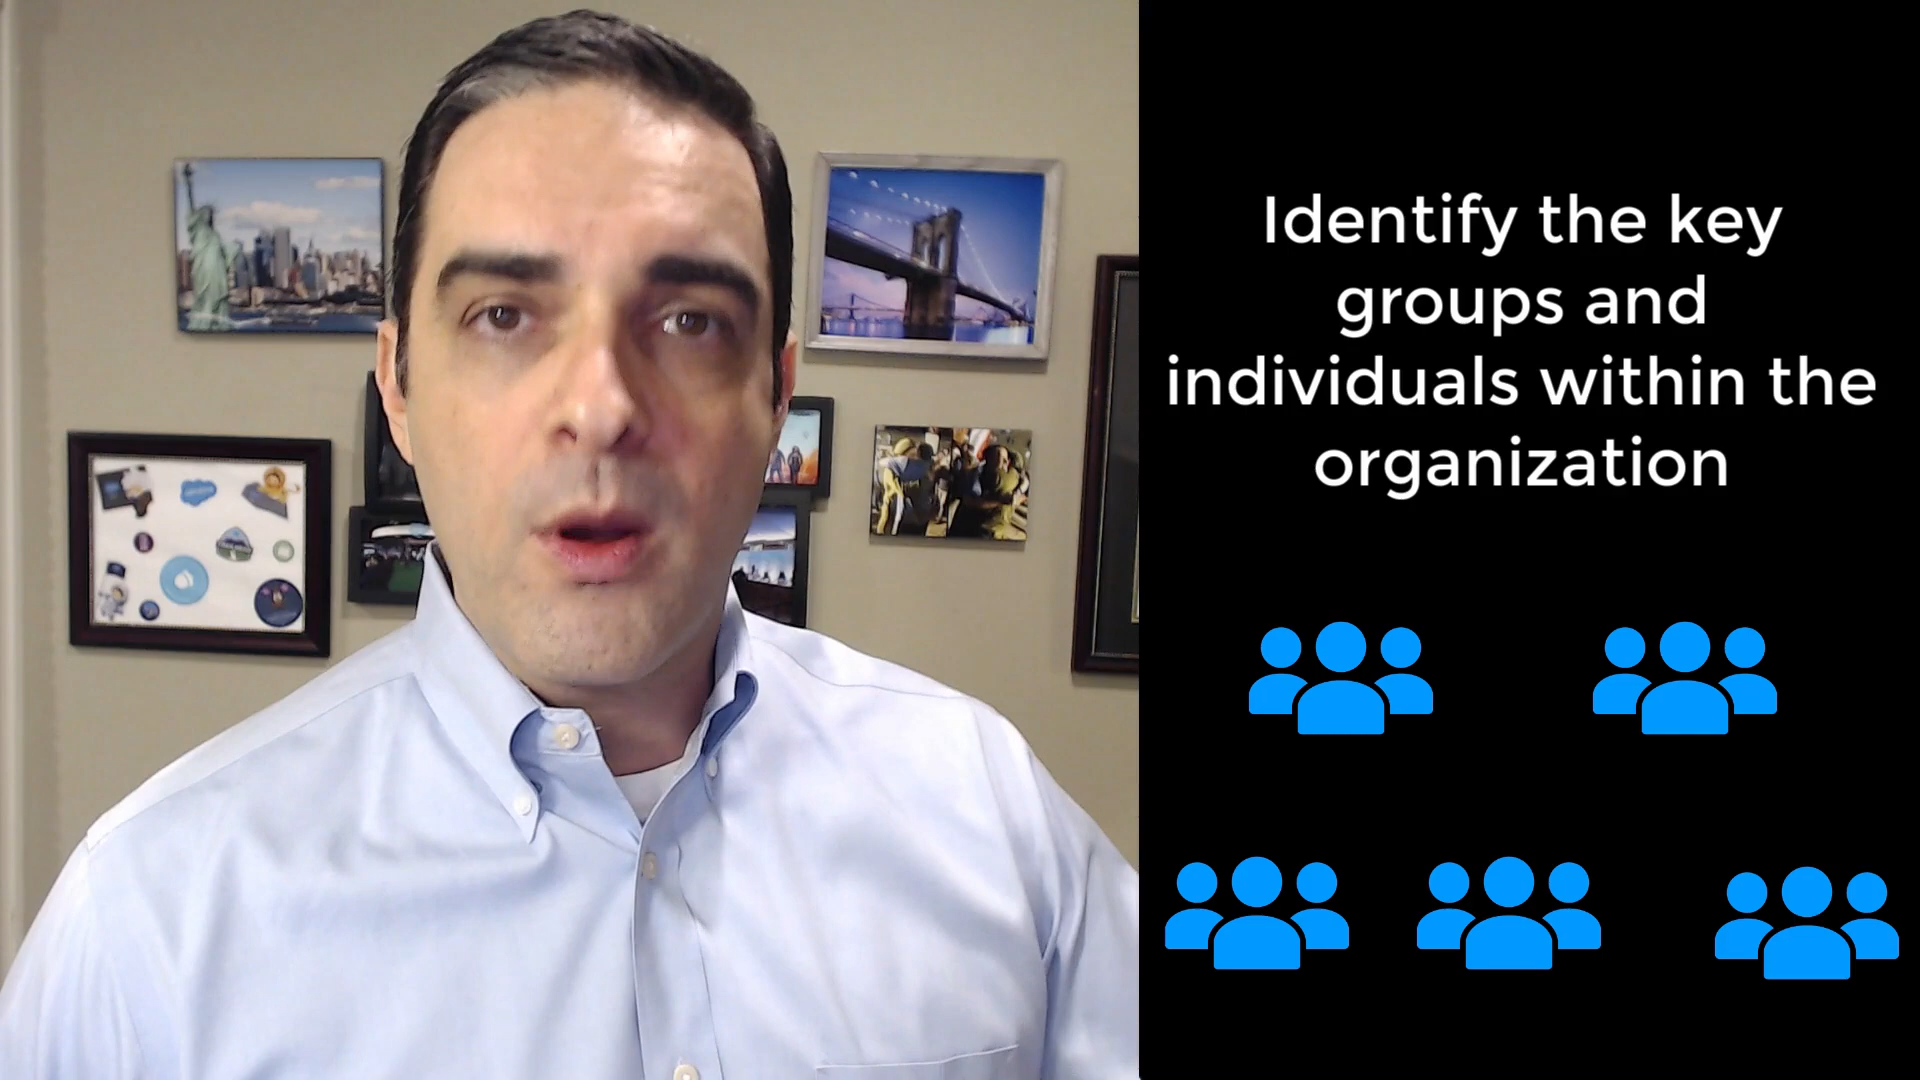 Identify the key
groups and
individuals within the
organization